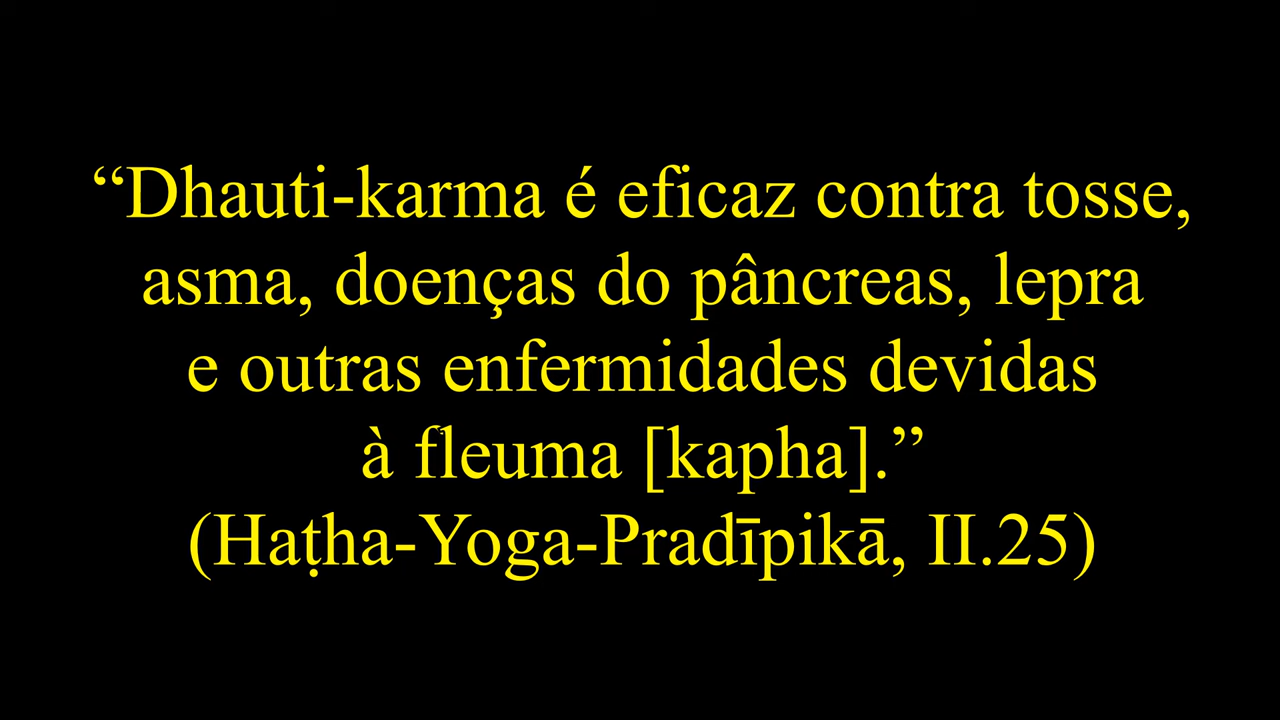 “Dhauti-karma é eficaz contra tosse,
asma, doenças do pâncreas, lepra
e outras enfermidades devidas
à fleuma [kapha].”
(Haṭha-Yoga-Pradīpikā, II.25)